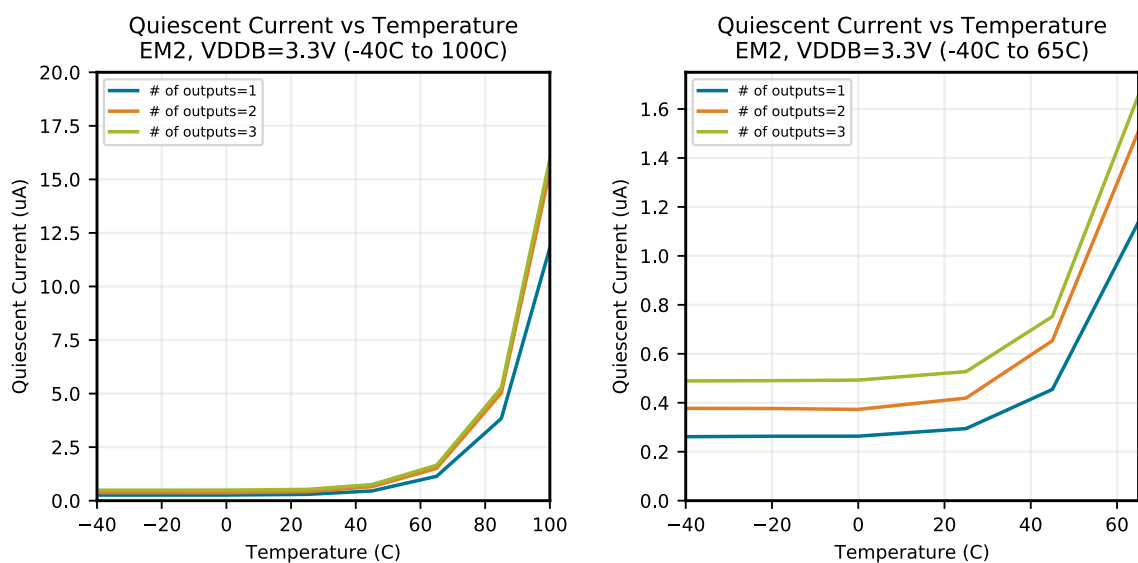 Quiescent Current vs Temperature
EM2, VDDB=3.3V (-40C to 100C)
20.0
17.5
15.0
12.5
10.0
7.5
5.0
2.5
0.0
Quiescent Current (uA)
# of outputs=1
# of outputs=2
# of outputs=3
−40
−20
0
20
40
60
80
100
Temperature (C)
Quiescent Current vs Temperature
EM2, VDDB=3.3V (-40C to 65C)
1.6
1.4
1.2
1.0
0.8
0.6
0.4
0.2
0.0
Quiescent Current (uA)
# of outputs=1
# of outputs=2
# of outputs=3
−40
−20
0
20
40
60
Temperature (C)